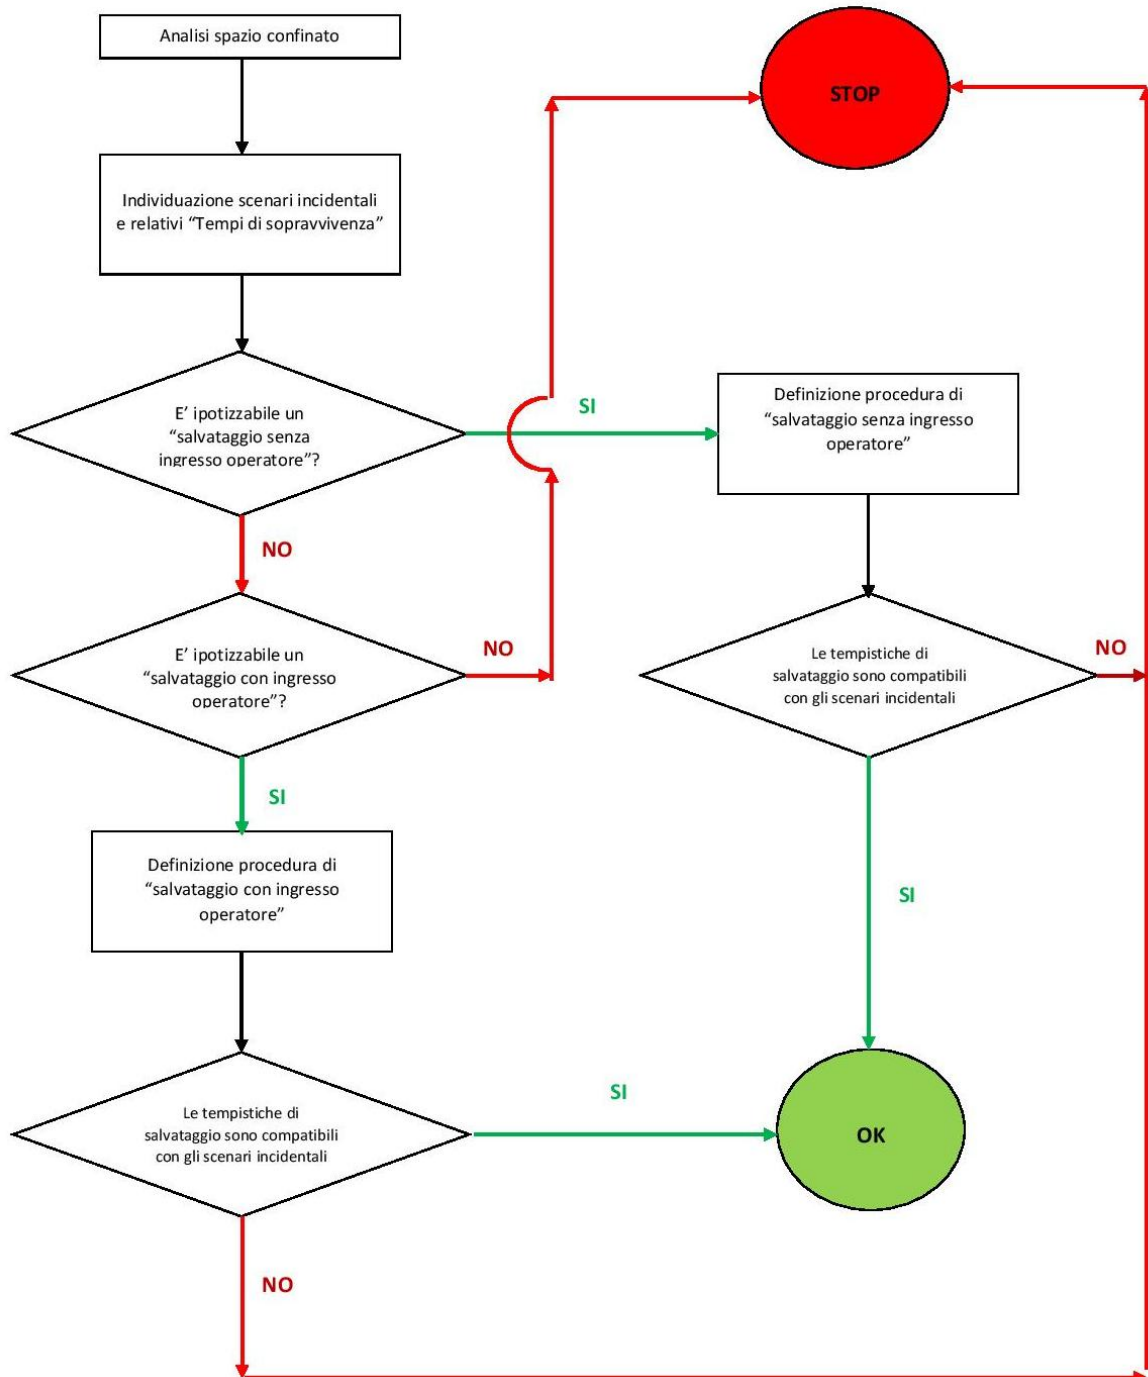 Analisi spazio confinato
STOP
Individuazione scenari incidentali
e relativi “Tempi di sopravvivenza”
E’ ipotizzabile un
“salvataggio senza
ingresso operatore”?
SI
Definizione procedura di
“salvataggio senza ingresso
operatore”
NO
E’ ipotizzabile un
“salvataggio con ingresso
operatore”?
NO
Le tempistiche di
salvataggio sono compatibili
con gli scenari incidentali
NO
SI
Definizione procedura di
“salvataggio con ingresso
operatore”
SI
Le tempistiche di
salvataggio sono compatibili
con gli scenari incidentali
SI
OK
NO